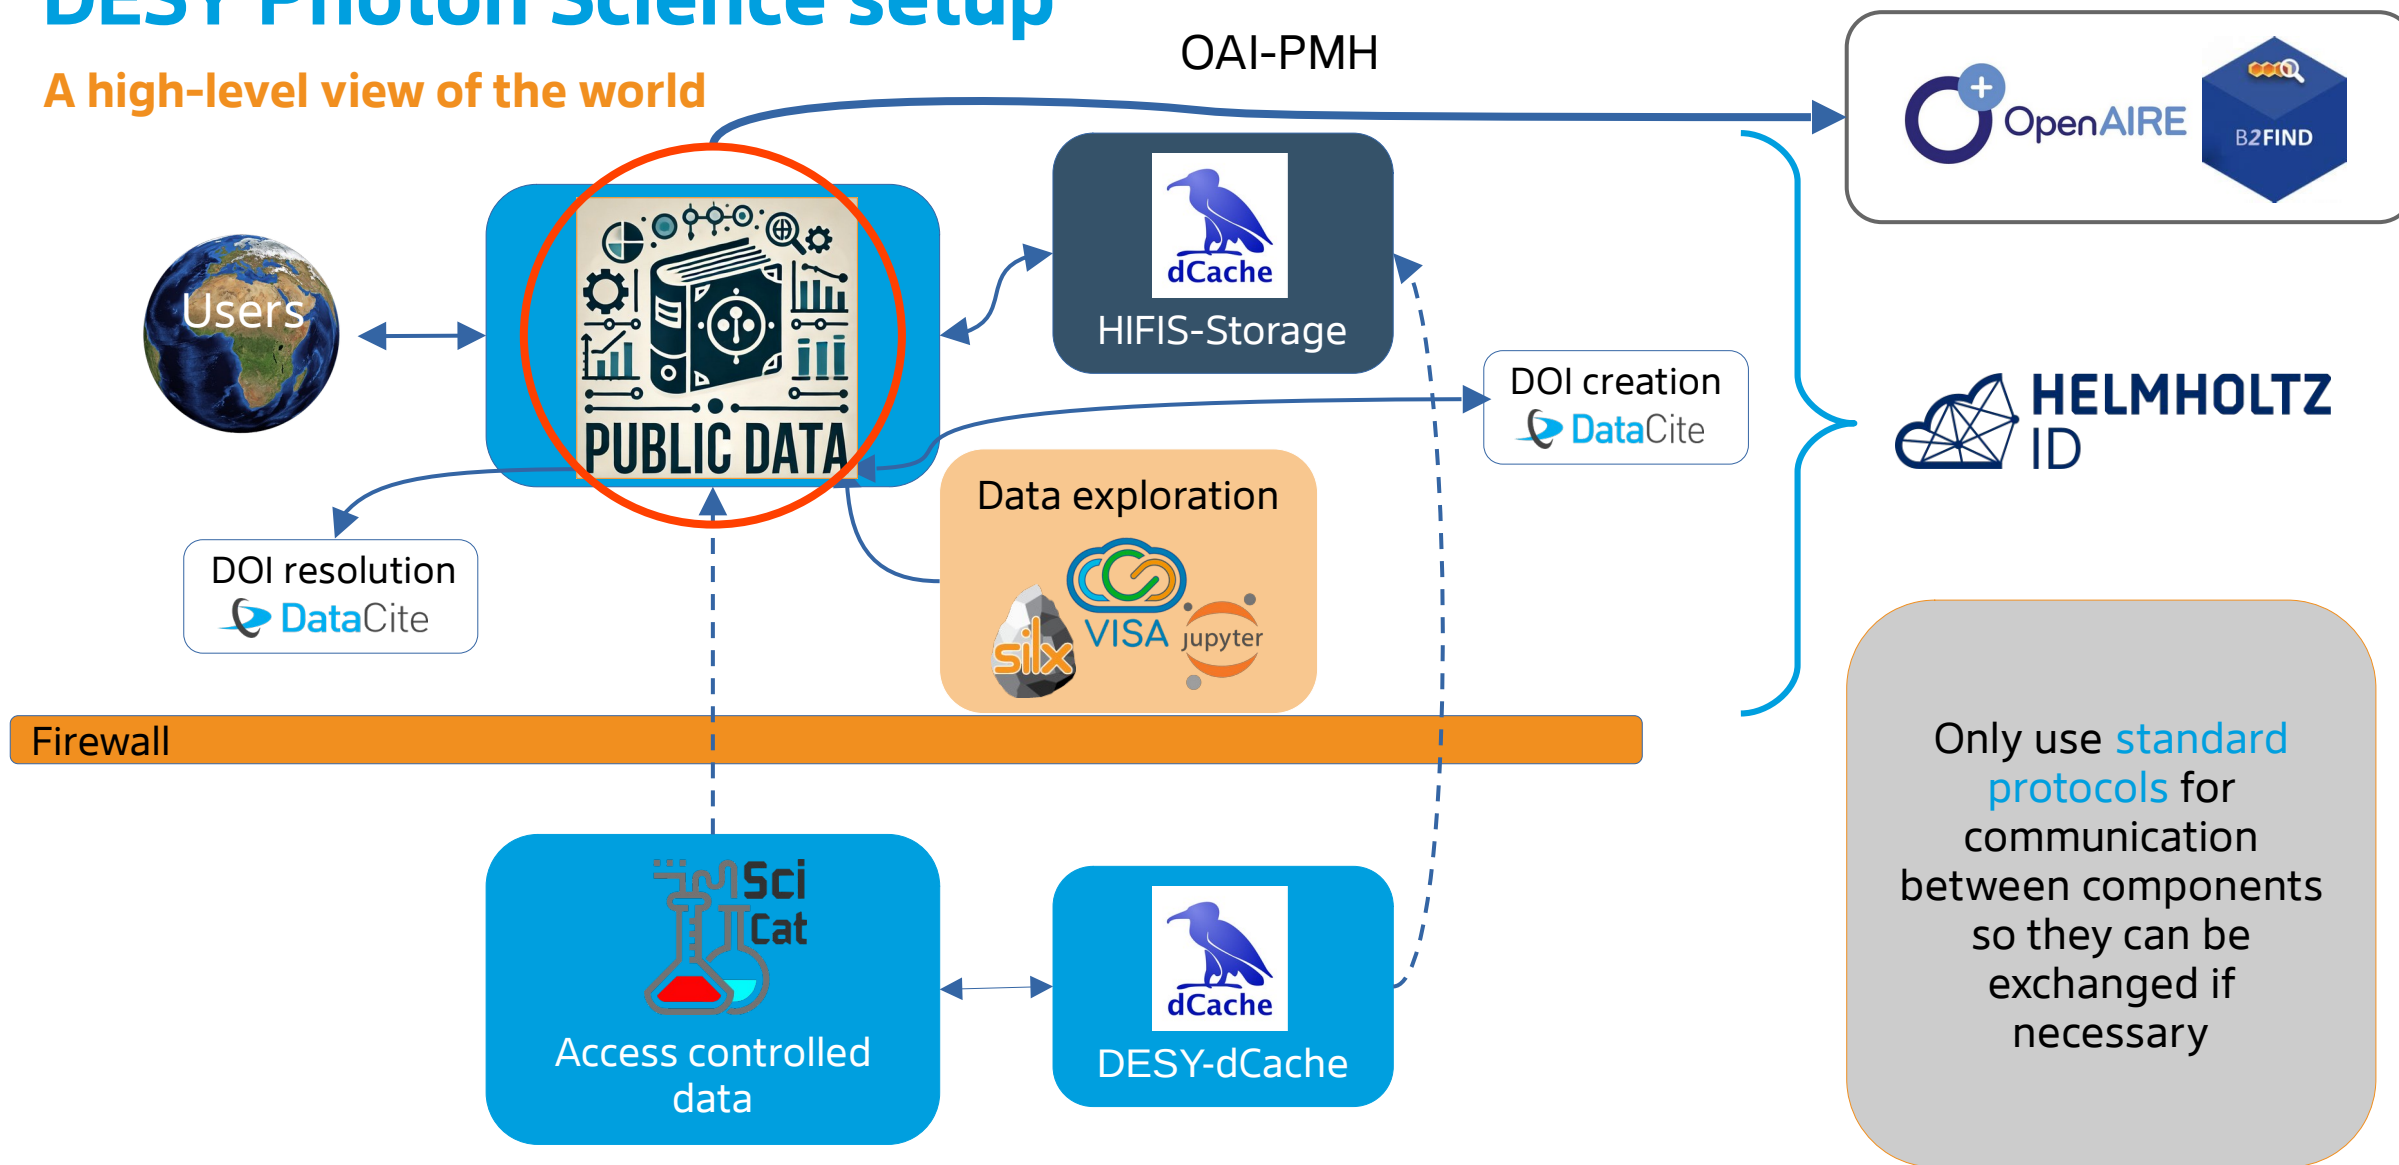 DESY Photon Science setup
A high-level view of the world
OAI-PMH
OpenAIRE
B2FIND
Users
PUBLIC DATA
dCache
HIFIS-Storage
DOI creation
DataCite
HELMHOLTZ
ID
DOI resolution
DataCite
Data exploration
VISA
silx
jupyter
Firewall
Only use standard
protocols for
communication
between components
so they can be
exchanged if
necessary
Sci
Cat
Access controlled
data
dCache
DESY-dCache